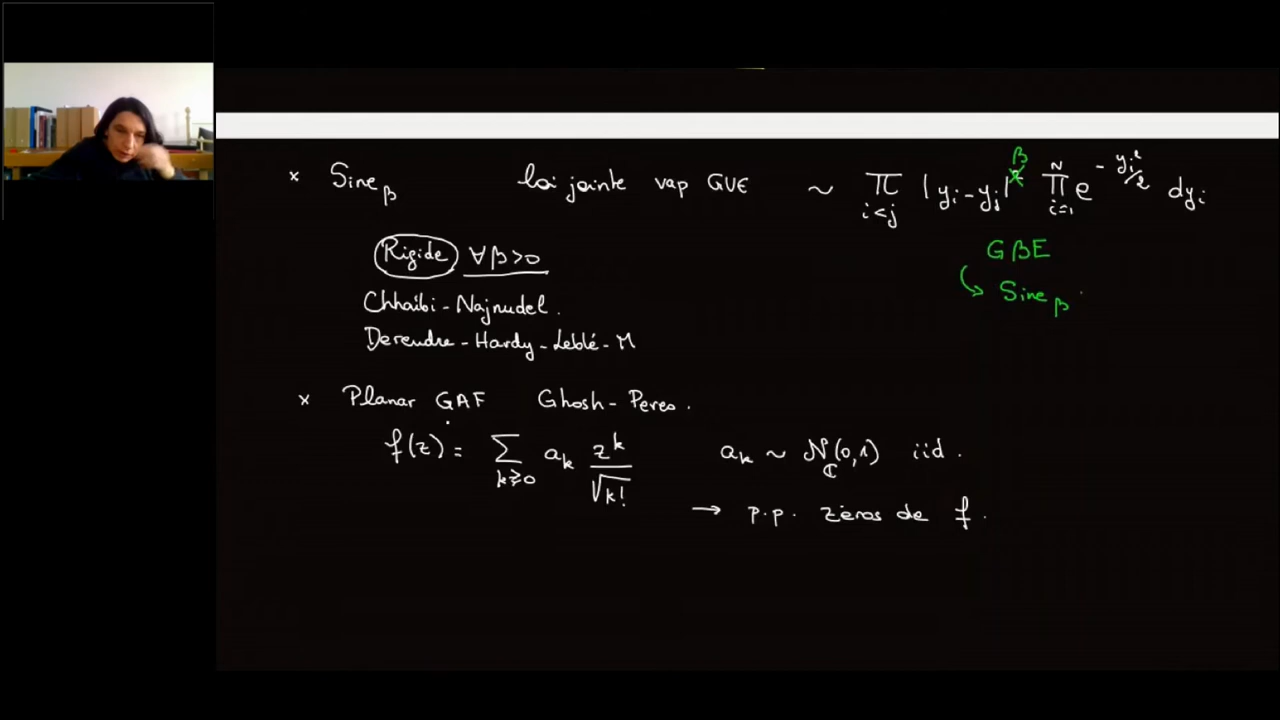 × Sine_β loi jointe vap GUE ~ ∏_{i<j} |y_i - y_j|^{2̶ β} ∏_{i=1}^{N} e^{-y_i²/2} dy_i
Rigide ∀β>0
GβE
↳ Sine_β
Chhaibi - Najnudel.
Dereudre - Hardy - Leblé - M
× Planar GAF Ghosh - Peres.
f(z) = ∑_{k≥0} a_k z^k/√k! a_k ~ N_ℂ(0,1) iid.
→ p.p. zéros de f.